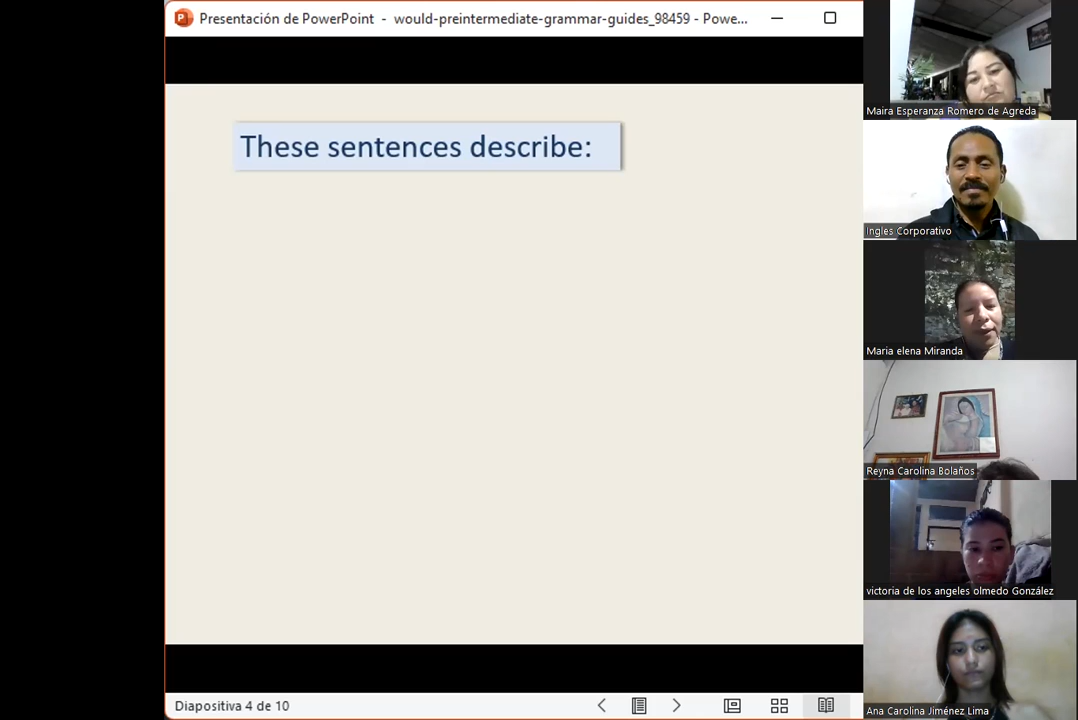 Presentación de PowerPoint - would-preintermediate-grammar-guides_98459 - Powe...
These sentences describe:
Diapositiva 4 de 10
Maira Esperanza Romero de Agreda
Ingles Corporativo
Maria elena Miranda
Reyna Carolina Bolaños
victoria de los angeles olmedo González
Ana Carolina Jiménez Lima